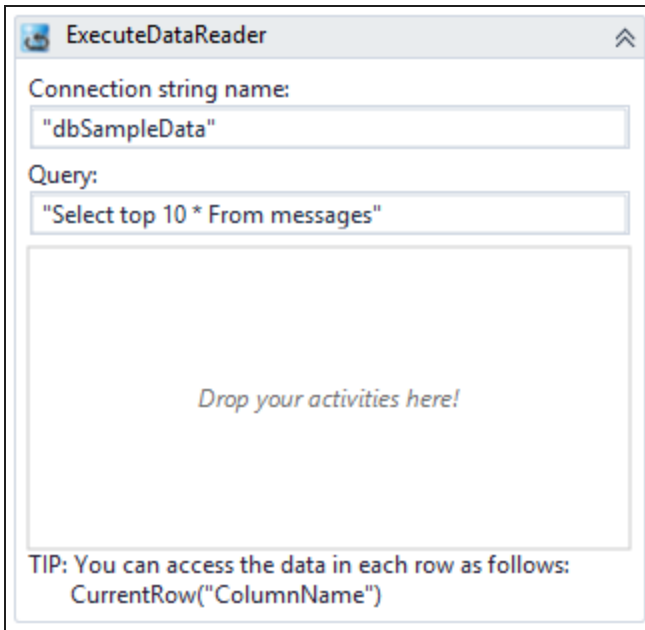 ExecuteDataReader
Connection string name:
"dbSampleData"
Query:
"Select top 10 * From messages"
Drop your activities here!
TIP: You can access the data in each row as follows:
CurrentRow("ColumnName")